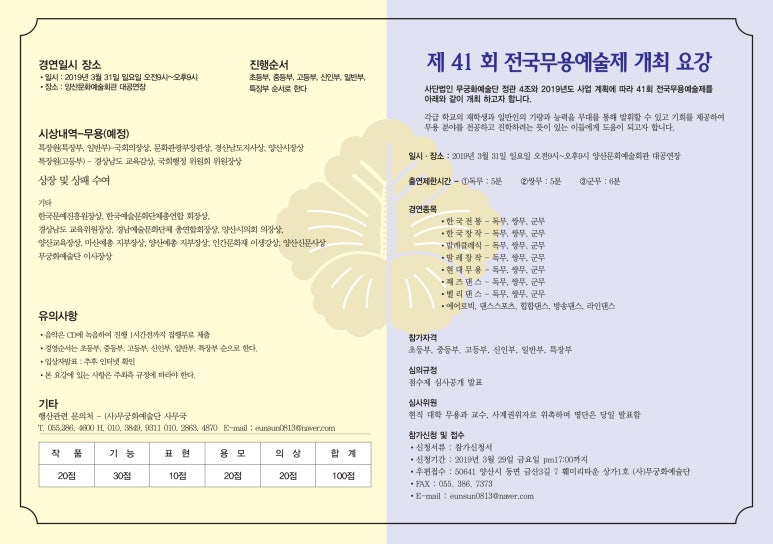 경연일시 장소
• 일시 : 2019년 3월 31일 일요일 오전9시~오후9시
• 장소 : 양산문화예술회관 대공연장
진행순서
초등부, 중등부, 고등부, 신인부, 일반부,
특장부 순서로 한다
시상내역-무용(예정)
특장원(특장부, 일반부)-국회의장상, 문화관광부장관상, 경상남도지사상, 양산시장상
특장원(고등부) - 경상남도 교육감상, 국회행정 위원회 위원장상
상장 및 상패 수여
기타
한국문예진흥원장상, 한국예술문화단체총연합 회장상,
경상남도 교육위원장상, 경남예술문화단체 총연합회장상, 양산시의회 의장상,
양산교육장상, 마산예총 지부장상, 양산예총 지부장상, 인간문화재 이생강상, 양산신문사상
무궁화예술단 이사장상
유의사항
• 음악은 CD에 녹음하여 진행 1시간전까지 집행부로 제출
• 경영순서는 초등부, 중등부, 고등부, 신인부, 일반부, 특장부 순으로 한다.
• 입상자발표 : 추후 인터넷 확인
• 본 요강에 있는 사항은 주최측 규정에 따라야 한다.
기타
행산관련 문의처 - (사)무궁화예술단 사무국
T, 055,386, 4600 H, 010, 3849, 9311 010, 2863, 4870 E-mail : eunsun0813@naver.com
작 품 기 능 표 현 용 모 의 상 합 계
20점 30점 10점 20점 20점 100점
제 41 회 전국무용예술제 개최 요강
사단법인 무궁화예술단 정관 4조와 2019년도 사업 계획에 따라 41회 전국무용예술제를
아래와 같이 개최 하고자 합니다.
각급 학교의 재학생과 일반인의 기량과 능력을 무대를 통해 발휘할 수 있고 기회를 제공하여
무용 분야를 전공하고 진학하려는 뜻이 있는 이들에게 도움이 되고자 합니다.
일시 · 장소 : 2019년 3월 31일 일요일 오전9시~오후9시 양산문화예술회관 대공연장
출연제한시간 - ①독무 : 5분 ②쌍무 : 5분 ③군무 : 6분
경연종목
• 한 국 전 통 - 독무, 쌍무, 군무
• 한 국 창 작 - 독무, 쌍무, 군무
• 발레클래식 - 독무, 쌍무, 군무
• 발 레 창 작 - 독무, 쌍무, 군무
• 현 대 무 용 - 독무, 쌍무, 군무
• 재 즈 댄 스 - 독무, 쌍무, 군무
• 벨 리 댄 스 - 독무, 쌍무, 군무
• 에어로빅, 댄스스포츠, 힙합댄스, 방송댄스, 라인댄스
참가자격
초등부, 중등부, 고등부, 신인부, 일반부, 특장부
심의규정
점수제 심사공개 발표
심사위원
현직 대학 무용과 교수, 사계권위자로 위촉하며 명단은 당일 발표함
참가신청 및 접수
• 신청서류 : 참가신청서
• 신청기간 : 2019년 3월 29일 금요일 pm17:00까지
• 우편접수 : 50641 양산시 동면 금산3길 7 훼미리타운 상가1호 (사)무궁화예술단
• FAX : 055. 386. 7373
• E-mail : eunsun0813@naver.com